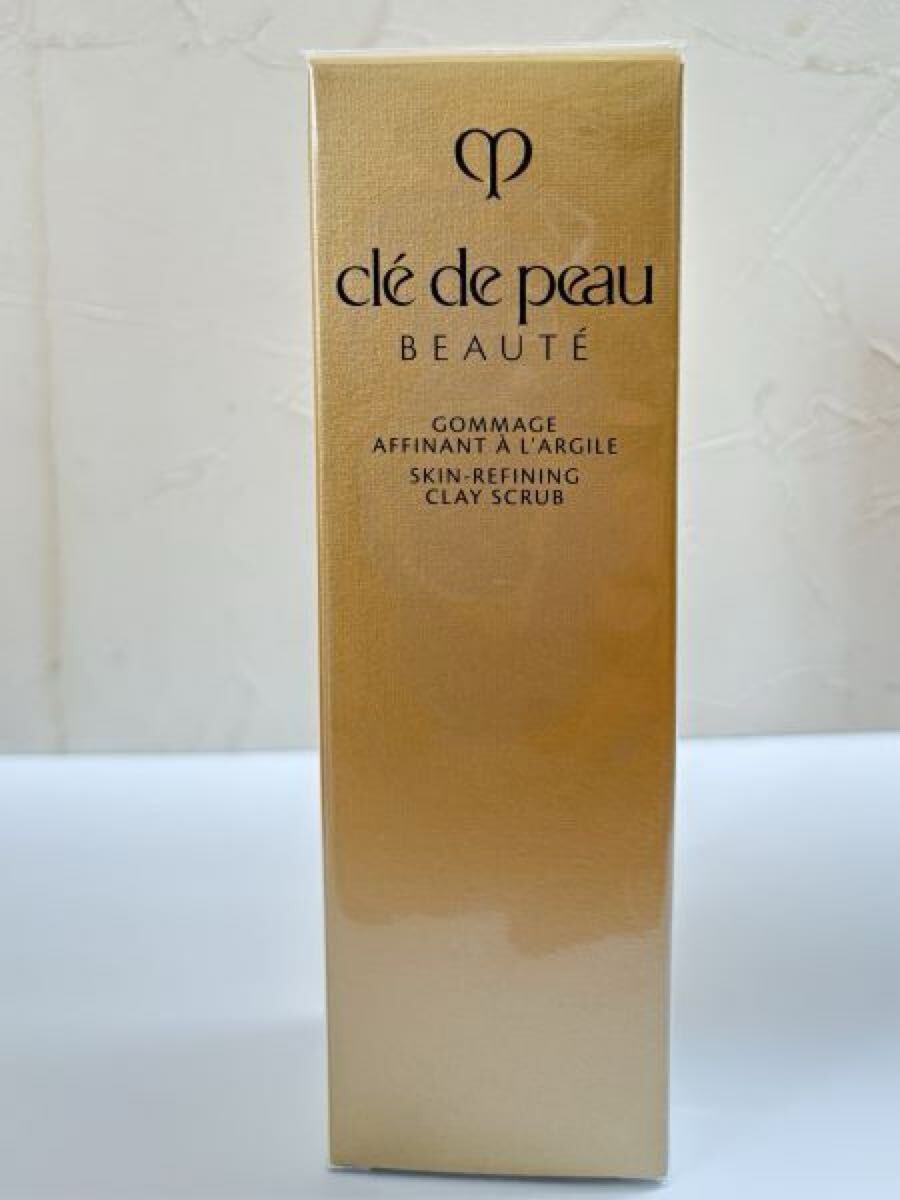 clé de peau
BEAUTÉ
GOMMAGE
AFFINANT À L'ARGILE
SKIN-REFINING
CLAY SCRUB